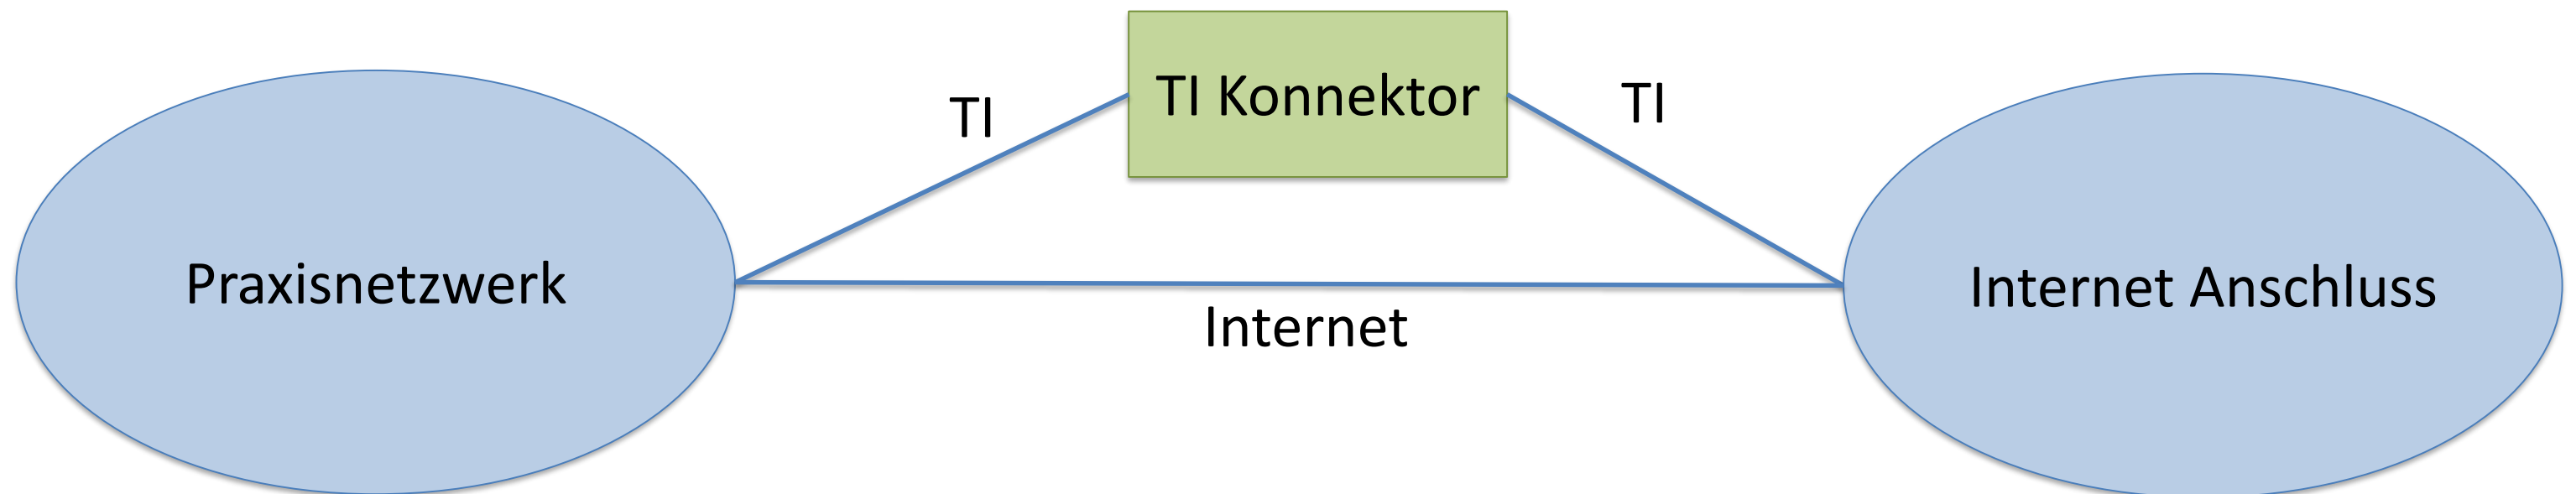 TI Konnektor
TI
TI
Praxisnetzwerk
Internet Anschluss
Internet